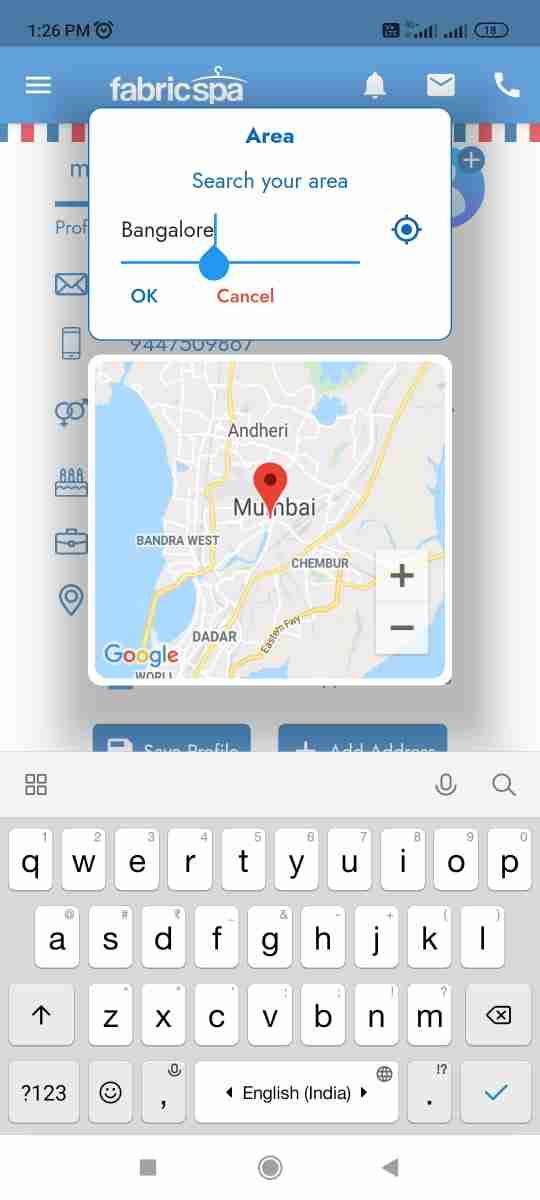 1:26 PM
18
fabricspa
Area
Search your area
Bangalore
OK
Cancel
Prof
9447509867
Andheri
Mumbai
BANDRA WEST
CHEMBUR
DADAR
Eastern Fwy
Google
WORLI
Save Profile
Add Address
1 2 3 4 5 6 7 8 9 0
q w e r t y u i o p
@ # ₹ _ & - + ( )
a s d f g h j k l
* " ' : ; ! ?
z x c v b n m
!?
?123 , English (India) .